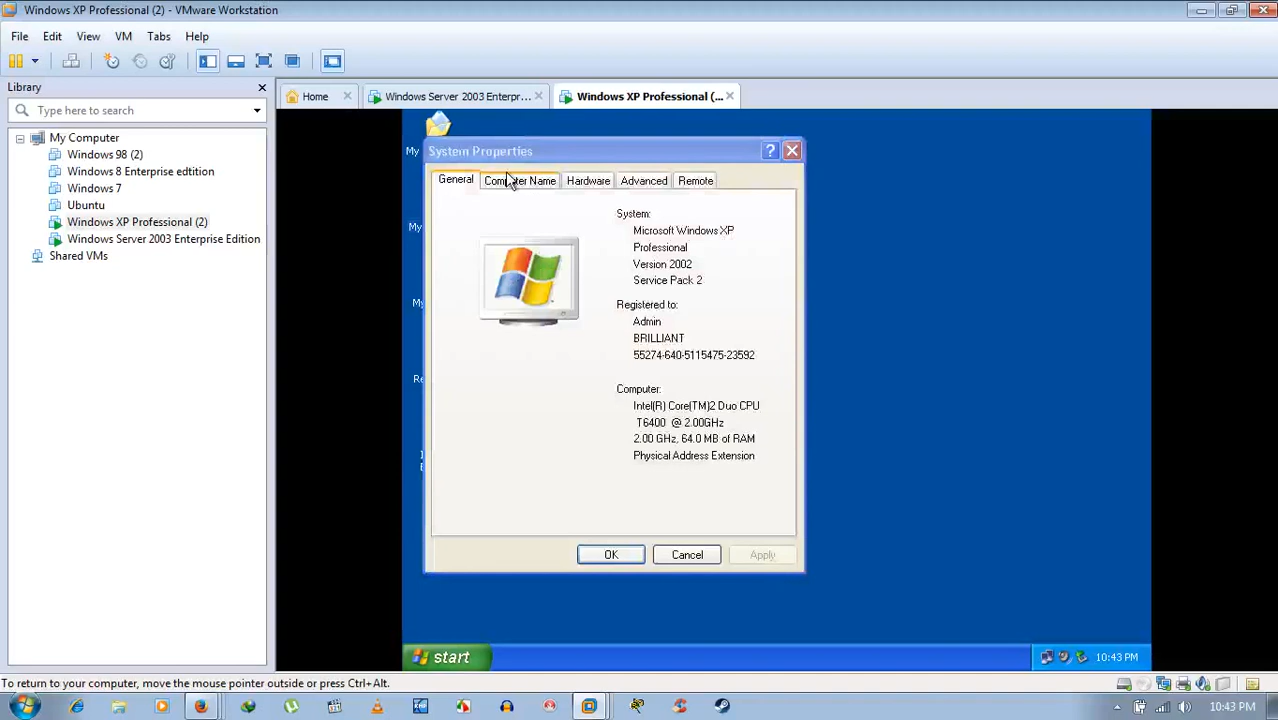 Windows XP Professional (2) - VMware Workstation
File Edit View VM Tabs Help
Library
Type here to search
My Computer
Windows 98 (2)
Windows 8 Enterprise edtition
Windows 7
Ubuntu
Windows XP Professional (2)
Windows Server 2003 Enterprise Edition
Shared VMs
Home
Windows Server 2003 Enterpr...
Windows XP Professional (...
My
My
My
Re
System Properties
General
Computer Name
Hardware
Advanced
Remote
System:
Microsoft Windows XP
Professional
Version 2002
Service Pack 2
Registered to:
Admin
BRILLIANT
55274-640-5115475-23592
Computer:
Intel(R) Core(TM)2 Duo CPU
T6400 @ 2.00GHz
2.00 GHz, 64.0 MB of RAM
Physical Address Extension
OK
Cancel
Apply
start
10:43 PM
To return to your computer, move the mouse pointer outside or press Ctrl+Alt.
10:43 PM